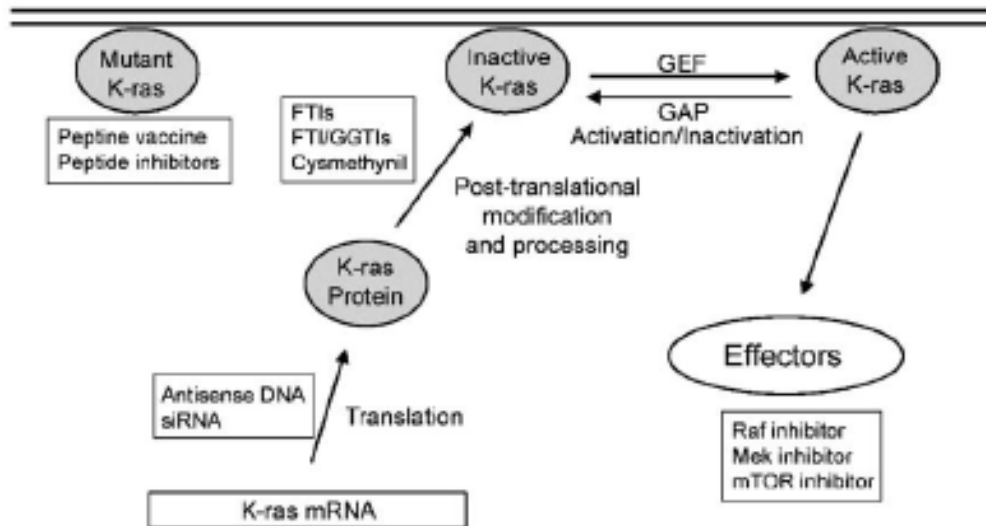 Mutant
K-ras
Peptine vaccine
Peptide inhibitors
Inactive
K-ras
GEF
GAP
Activation/Inactivation
Active
K-ras
FTIs
FTI/GGTIs
Cysmethynil
Post-translational
modification
and processing
K-ras
Protein
Antisense DNA
siRNA
Translation
K-ras mRNA
Effectors
Raf inhibitor
Mek inhibitor
mTOR inhibitor